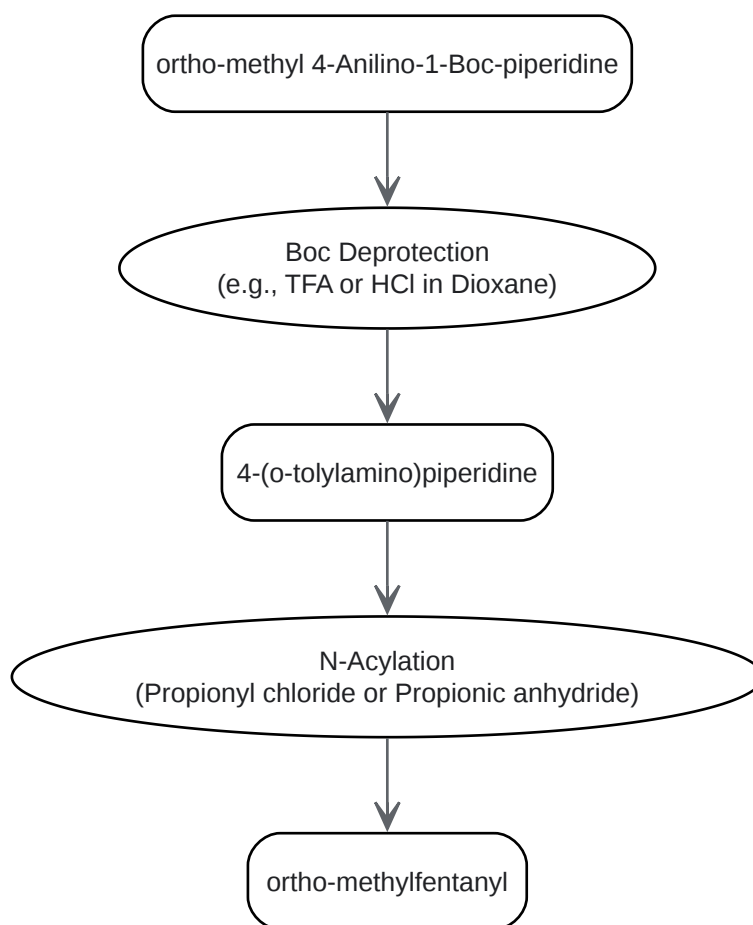 ortho-methyl 4-Anilino-1-Boc-piperidine
Boc Deprotection
(e.g., TFA or HCl in Dioxane)
4-(o-tolylamino)piperidine
N-Acylation
(Propionyl chloride or Propionic anhydride)
ortho-methylfentanyl